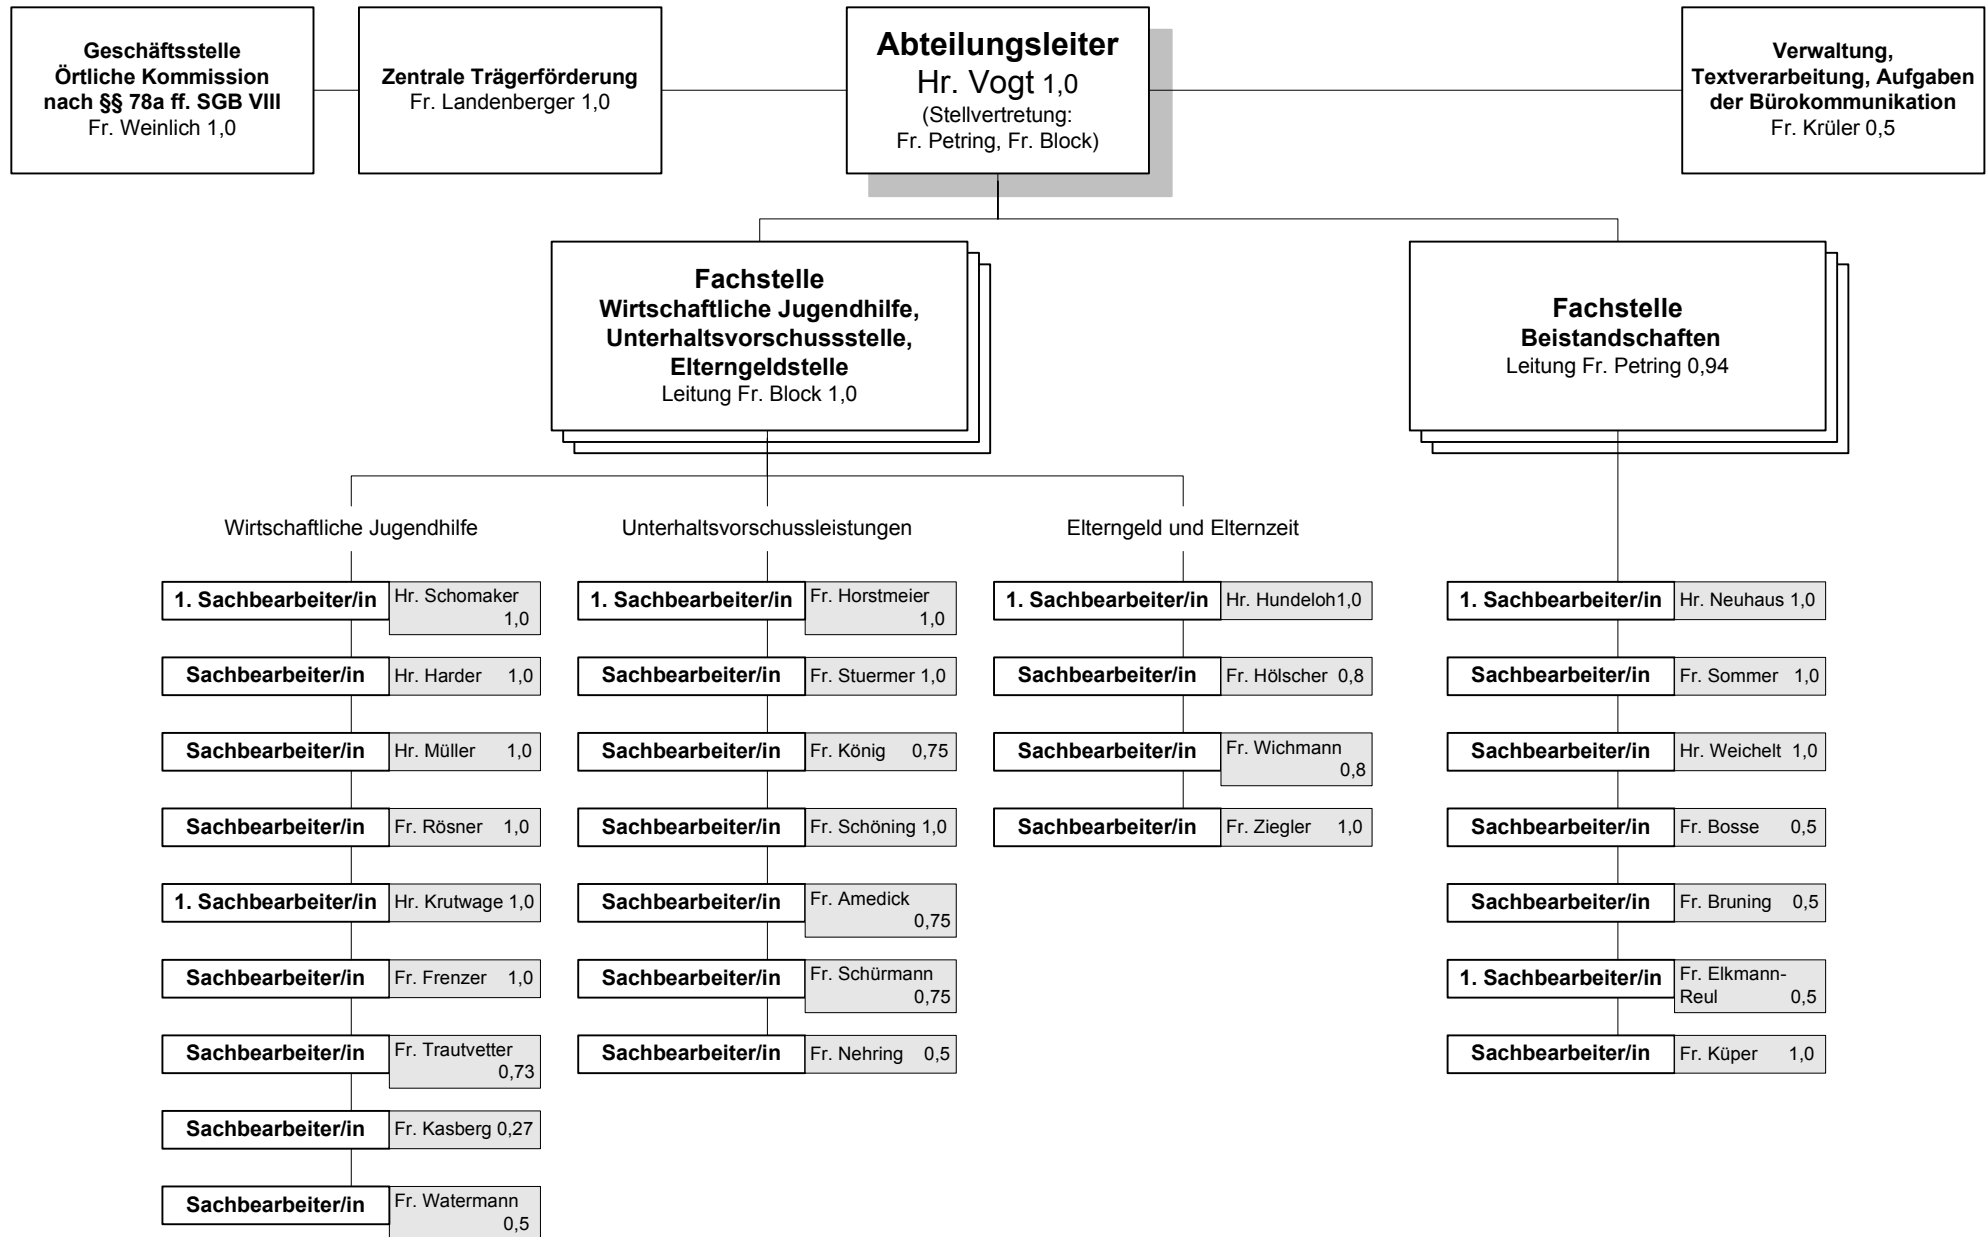 Geschäftsstelle
Örtliche Kommission
nach §§ 78a ff. SGB VIII
Fr. Weinlich 1,0
Zentrale Trägerförderung
Fr. Landenberger 1,0
Abteilungsleiter
Hr. Vogt 1,0
(Stellvertretung:
Fr. Petring, Fr. Block)
Verwaltung,
Textverarbeitung, Aufgaben
der Bürokommunikation
Fr. Krüler 0,5
Fachstelle
Wirtschaftliche Jugendhilfe,
Unterhaltsvorschussstelle,
Elterngeldstelle
Leitung Fr. Block 1,0
Fachstelle
Beistandschaften
Leitung Fr. Petring 0,94
Wirtschaftliche Jugendhilfe
1. Sachbearbeiter/in
Hr. Schomaker
1,0
Sachbearbeiter/in
Hr. Harder 1,0
Sachbearbeiter/in
Hr. Müller 1,0
Sachbearbeiter/in
Fr. Rösner 1,0
1. Sachbearbeiter/in
Hr. Krutwage 1,0
Sachbearbeiter/in
Fr. Frenzer 1,0
Sachbearbeiter/in
Fr. Trautvetter
0,73
Sachbearbeiter/in
Fr. Kasberg 0,27
Sachbearbeiter/in
Fr. Watermann
0,5
Unterhaltsvorschussleistungen
1. Sachbearbeiter/in
Fr. Horstmeier
1,0
Sachbearbeiter/in
Fr. Stuermer 1,0
Sachbearbeiter/in
Fr. König 0,75
Sachbearbeiter/in
Fr. Schöning 1,0
Sachbearbeiter/in
Fr. Amedick
0,75
Sachbearbeiter/in
Fr. Schürmann
0,75
Sachbearbeiter/in
Fr. Nehring 0,5
Elterngeld und Elternzeit
1. Sachbearbeiter/in
Hr. Hundeloh1,0
Sachbearbeiter/in
Fr. Hölscher 0,8
Sachbearbeiter/in
Fr. Wichmann
0,8
Sachbearbeiter/in
Fr. Ziegler 1,0
1. Sachbearbeiter/in
Hr. Neuhaus 1,0
Sachbearbeiter/in
Fr. Sommer 1,0
Sachbearbeiter/in
Hr. Weichelt 1,0
Sachbearbeiter/in
Fr. Bosse 0,5
Sachbearbeiter/in
Fr. Bruning 0,5
1. Sachbearbeiter/in
Fr. Elkmann-
Reul 0,5
Sachbearbeiter/in
Fr. Küper 1,0